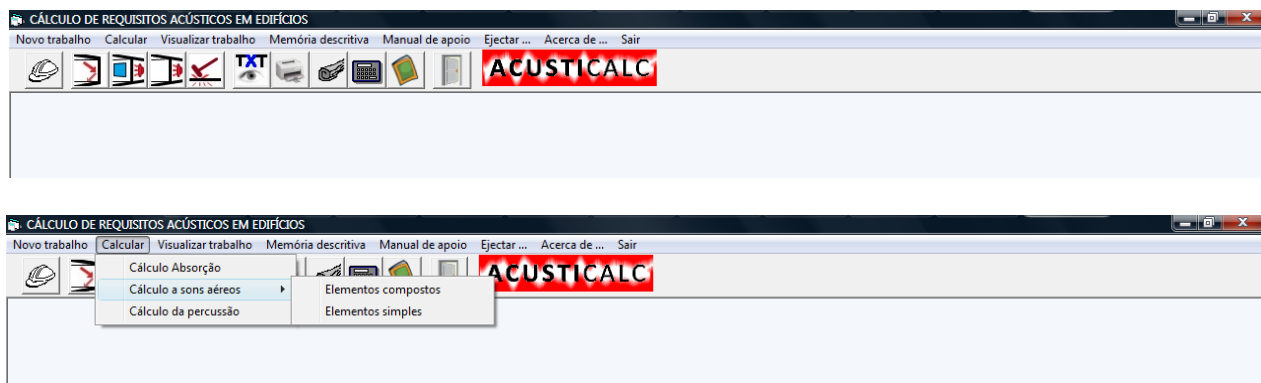 CÁLCULO DE REQUISITOS ACÚSTICOS EM EDIFÍCIOS
Novo trabalho Calcular Visualizar trabalho Memória descritiva Manual de apoio Ejectar ... Acerca de ... Sair
TXT ACUSTICALC
CÁLCULO DE REQUISITOS ACÚSTICOS EM EDIFÍCIOS
Novo trabalho Calcular Visualizar trabalho Memória descritiva Manual de apoio Ejectar ... Acerca de ... Sair
ACUSTICALC
Cálculo Absorção
Cálculo a sons aéreos Elementos compostos
Cálculo da percussão Elementos simples